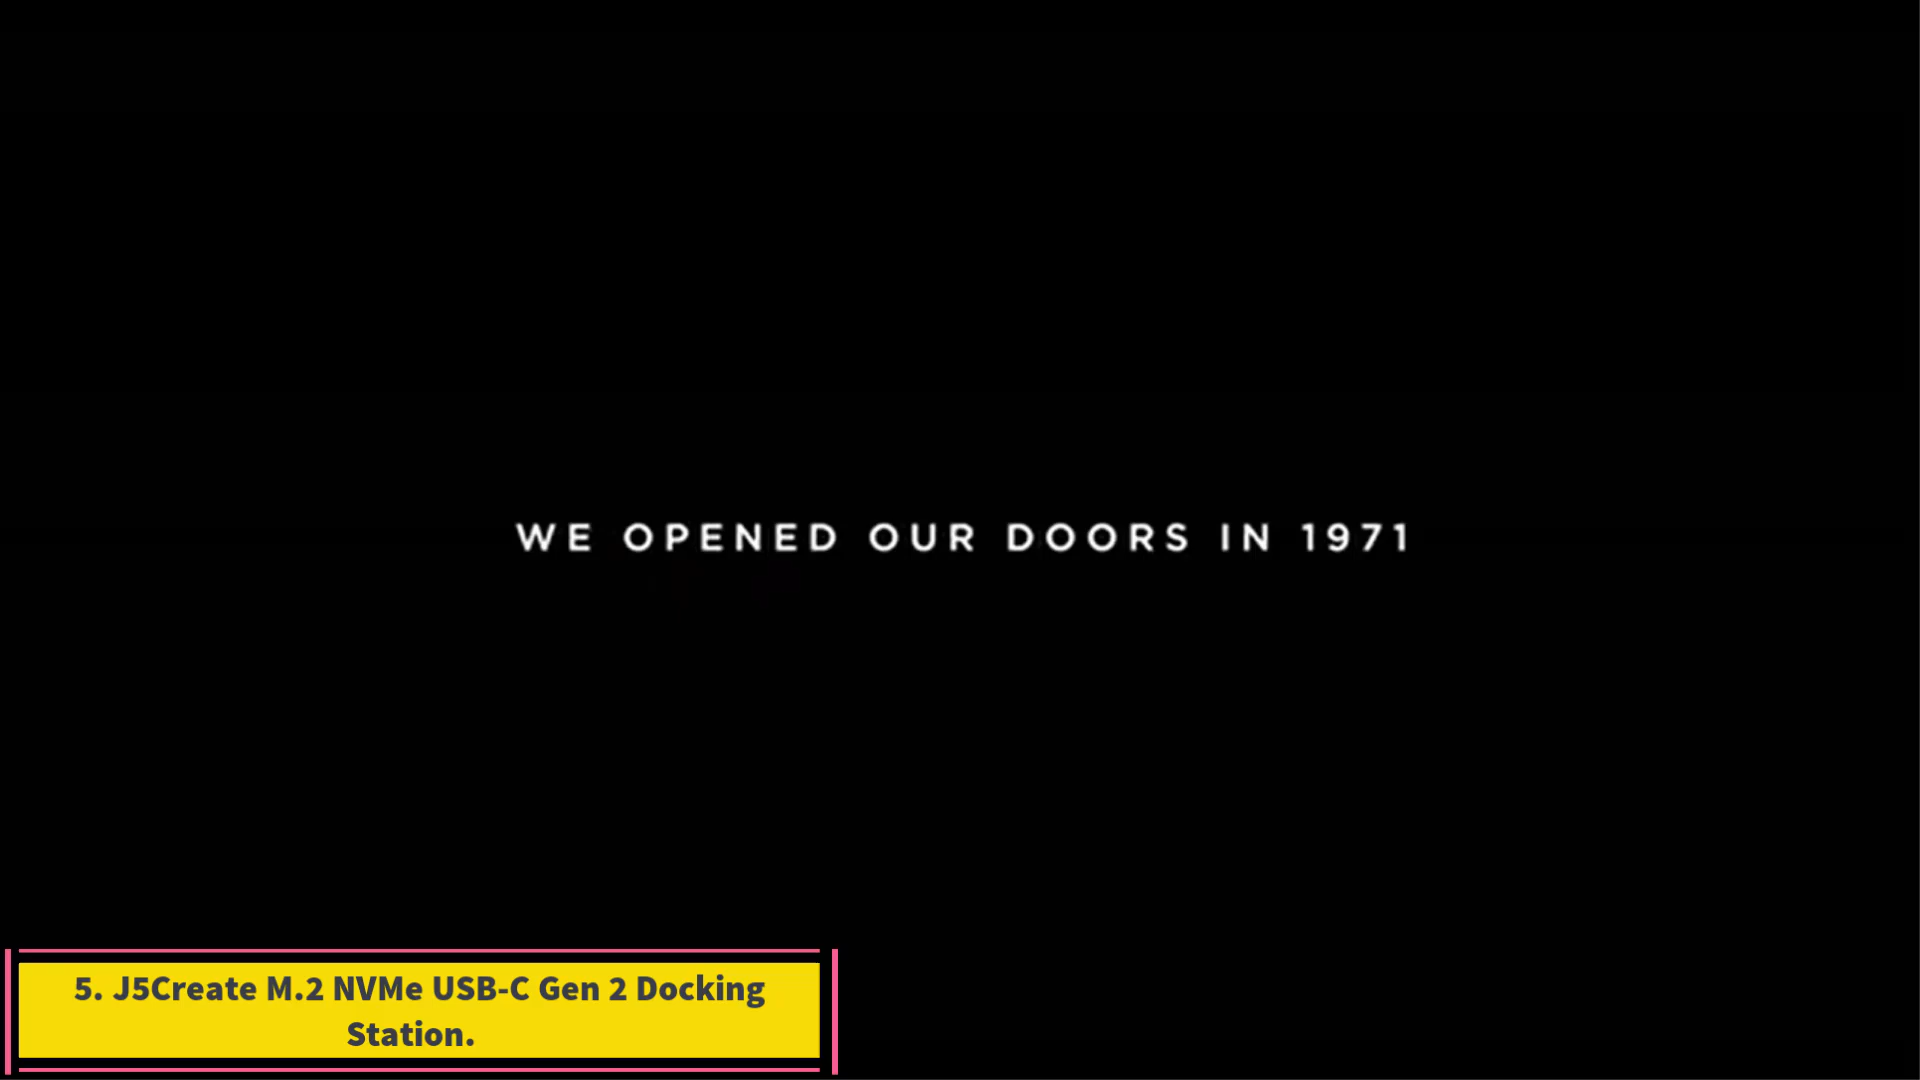 WE OPENED OUR DOORS IN 1971
5. J5Create M.2 NVMe USB-C Gen 2 Docking
Station.